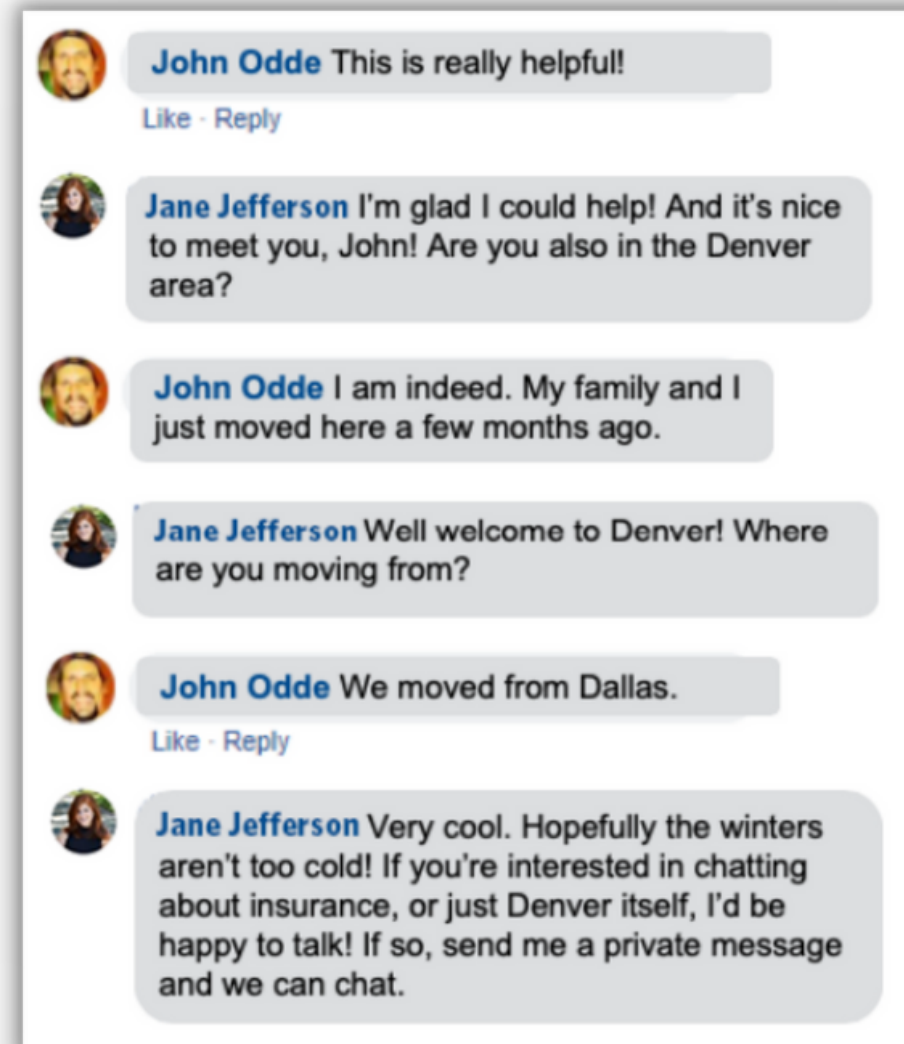 John Odde This is really helpful!
Like · Reply
Jane Jefferson I'm glad I could help! And it's nice
to meet you, John! Are you also in the Denver
area?
John Odde I am indeed. My family and I
just moved here a few months ago.
Jane Jefferson Well welcome to Denver! Where
are you moving from?
John Odde We moved from Dallas.
Like · Reply
Jane Jefferson Very cool. Hopefully the winters
aren't too cold! If you're interested in chatting
about insurance, or just Denver itself, I'd be
happy to talk! If so, send me a private message
and we can chat.